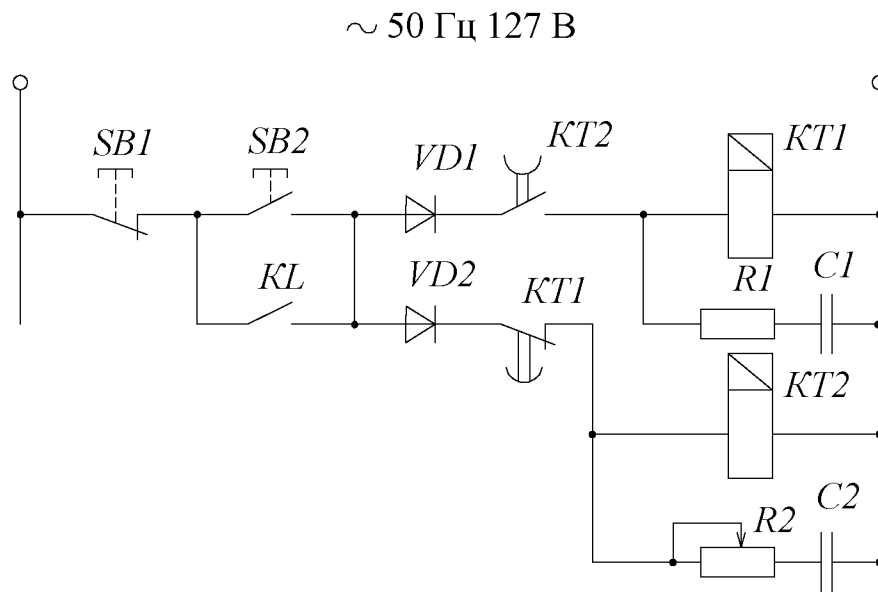 ~ 50 Гц 127 В
SB1
SB2
VD1
KT2
KT1
KL
VD2
KT1
R1
C1
KT2
R2
C2